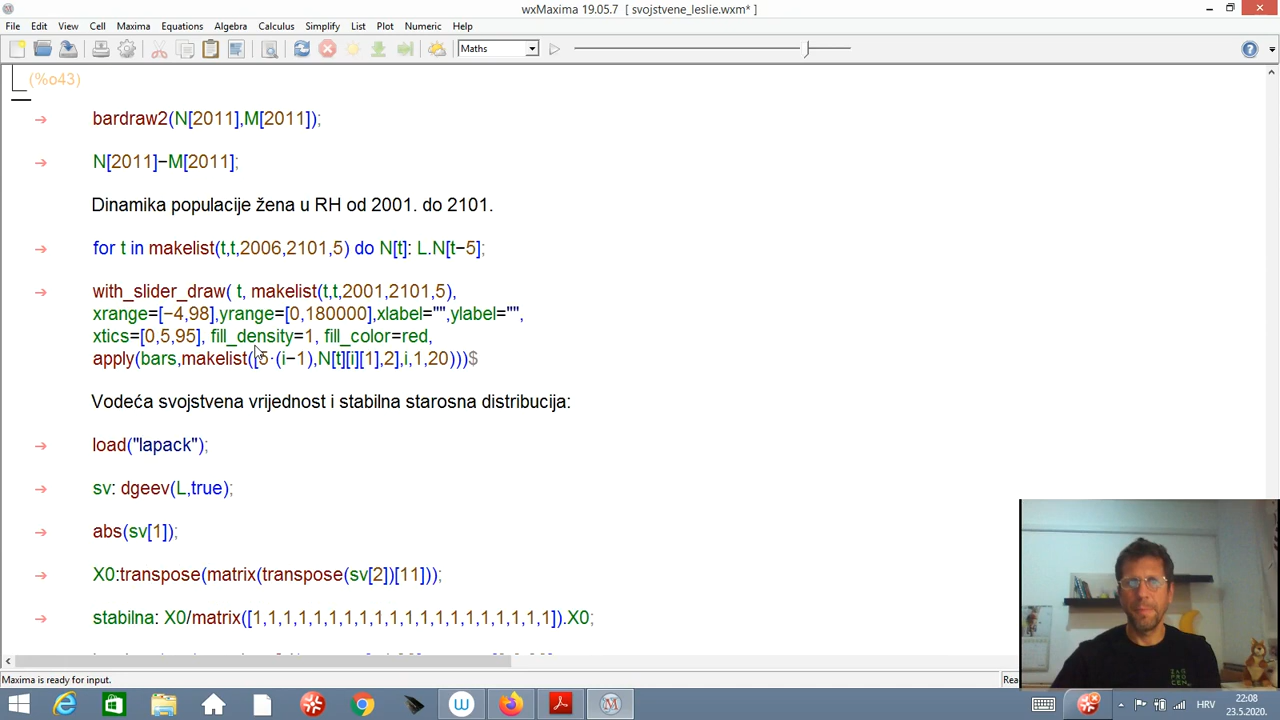 wxMaxima 19.05.7 [ svojstvene_leslie.wxm* ]
File Edit View Cell Maxima Equations Algebra Calculus Simplify List Plot Numeric Help
Maths
(%o43)
bardraw2(N[2011],M[2011]);
N[2011]−M[2011];
Dinamika populacije žena u RH od 2001. do 2101.
for t in makelist(t,t,2006,2101,5) do N[t]: L.N[t−5];
with_slider_draw( t, makelist(t,t,2001,2101,5),
xrange=[−4,98],yrange=[0,180000],xlabel="",ylabel="",
xtics=[0,5,95], fill_density=1, fill_color=red,
apply(bars,makelist([5·(i−1),N[t][i][1],2],i,1,20)))$
Vodeća svojstvena vrijednost i stabilna starosna distribucija:
load("lapack");
sv: dgeev(L,true);
abs(sv[1]);
X0:transpose(matrix(transpose(sv[2])[11]));
stabilna: X0/matrix([1,1,1,1,1,1,1,1,1,1,1,1,1,1,1,1,1,1,1,1]).X0;
Maxima is ready for input.
Rea
HRV
22:08
23.5.2020.